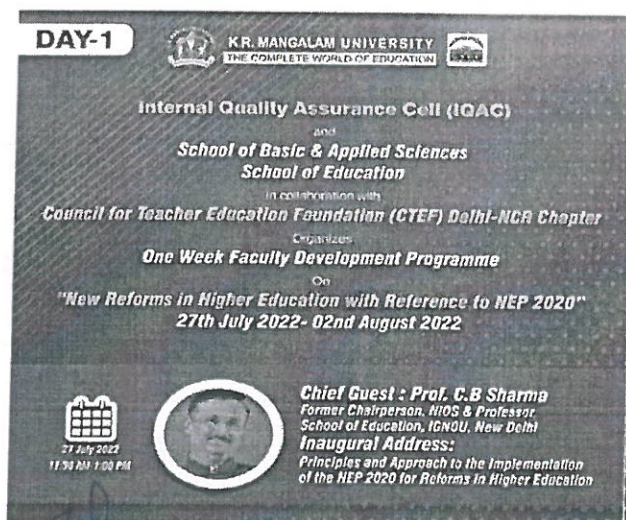 DAY-1
K.R. MANGALAM UNIVERSITY
THE COMPLETE WORLD OF EDUCATION
Internal Quality Assurance Cell (IQAC)
and
School of Basic & Applied Sciences
School of Education
in collaboration with
Council for Teacher Education Foundation (CTEF) Delhi-NCR Chapter
Organizes
One Week Faculty Development Programme
On
"New Reforms in Higher Education with Reference to NEP 2020"
27th July 2022- 02nd August 2022
Chief Guest : Prof. C.B Sharma
Former Chairperson, NIOS & Professor,
School of Education, IGNOU, New Delhi
Inaugural Address:
Principles and Approach to the Implementation
of the NEP 2020 for Reforms in Higher Education
27 July 2022
11:30 AM-1:00 PM